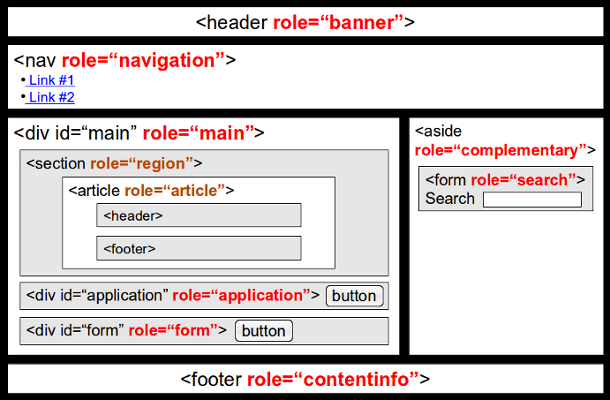 <header role=“banner”>
<nav role=“navigation”>
• Link #1
• Link #2
<div id=“main” role=“main”>
<section role=“region”>
<article role=“article”>
<header>
<footer>
<div id=“application” role=“application”> button
<div id=“form” role=“form”> button
<aside
role=“complementary”>
<form role=“search”>
Search
<footer role=“contentinfo”>